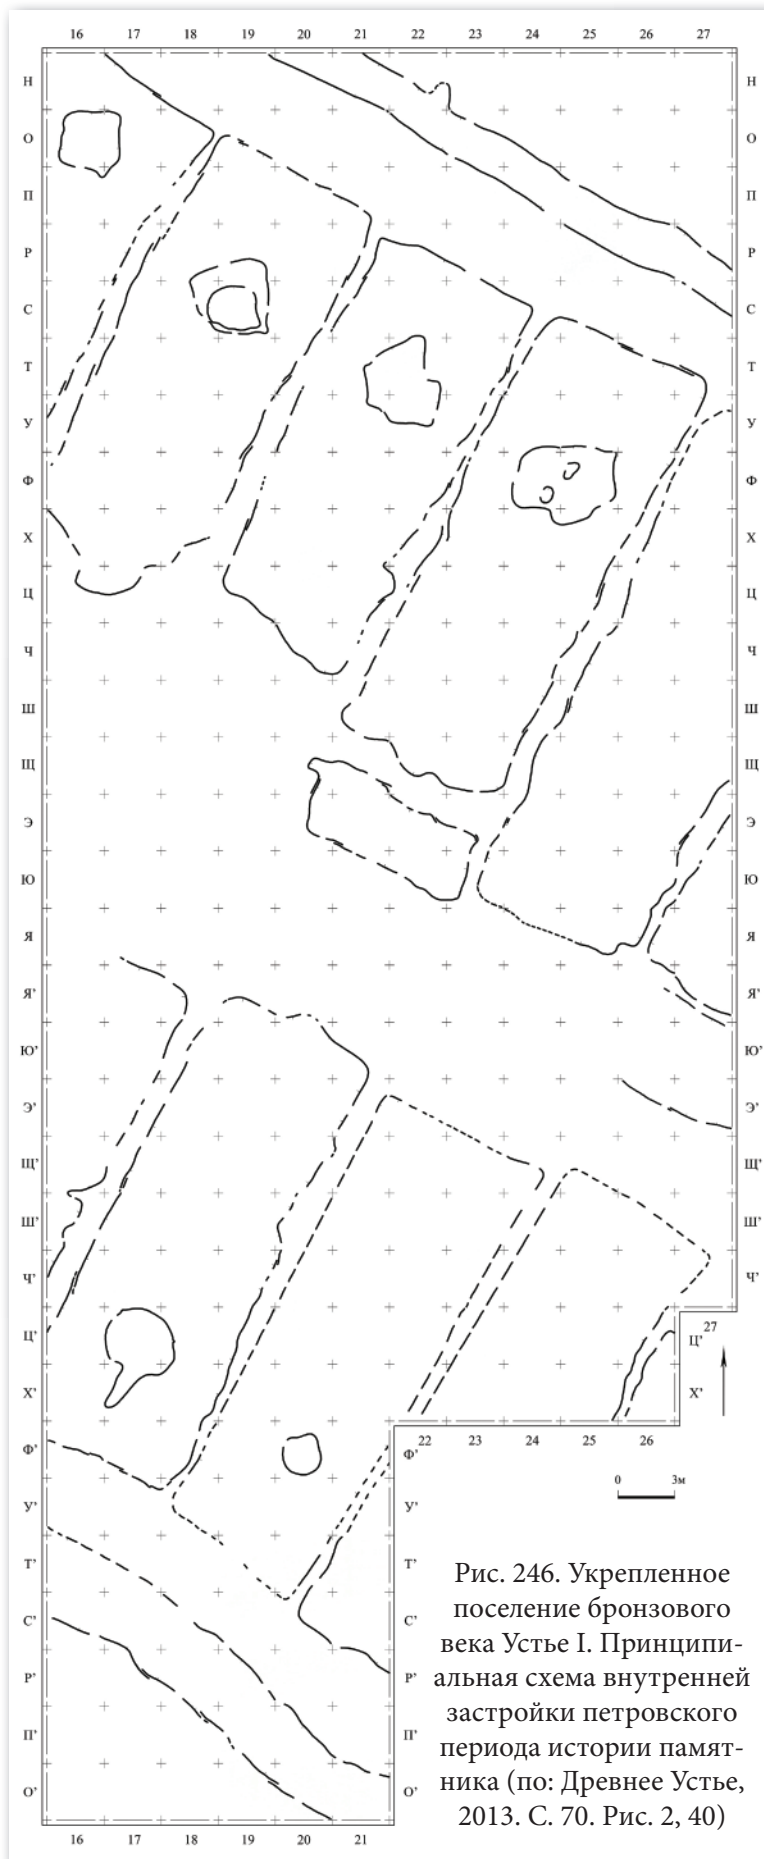 16 17 18 19 20 21 22 23 24 25 26 27
Н Н
О О
П П
Р Р
С С
Т Т
У У
Ф Ф
Х Х
Ц Ц
Ч Ч
Ш Ш
Щ Щ
Э Э
Ю Ю
Я Я
Я' Я'
Ю' Ю'
Э' Э'
Щ' Щ'
Ш' Ш'
Ч' Ч'
Ц' Ц' 27
Х' Х'
22 23 24 25 26
Ф' Ф'
У' У'
0 3м
Т' Т'
С' С'
Р' Р'
П' П'
О' О'
16 17 18 19 20 21
Рис. 246. Укрепленное
поселение бронзового
века Устье I. Принципи-
альная схема внутренней
застройки петровского
периода истории памят-
ника (по: Древнее Устье,
2013. С. 70. Рис. 2, 40)